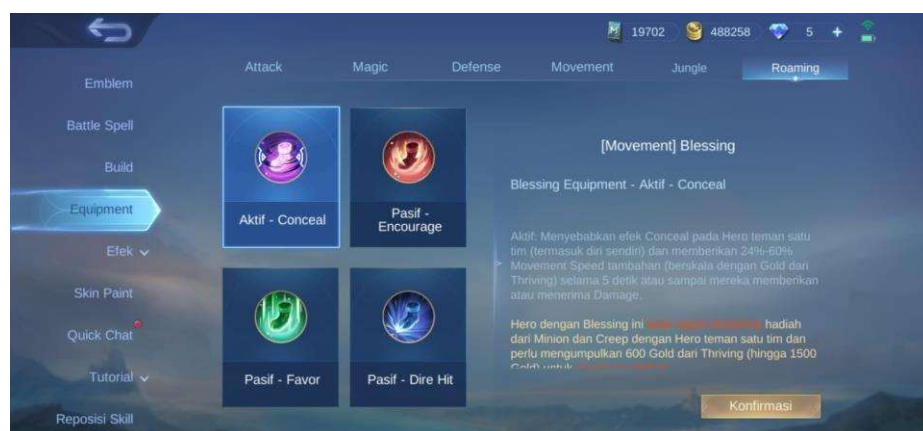 19702
488258
5 +
Attack
Magic
Defense
Movement
Jungle
Roaming
Emblem
Battle Spell
Build
Equipment
Efek
Skin Paint
Quick Chat
Tutorial
Reposisi Skill
Aktif - Conceal
Pasif -
Encourage
Pasif - Favor
Pasif - Dire Hit
[Movement] Blessing
Blessing Equipment - Aktif - Conceal
Aktif: Menyebabkan efek Conceal pada Hero teman satu
tim (termasuk diri sendiri) dan memberikan 24%-60%
Movement Speed tambahan (berskala dengan Gold dari
Thriving) selama 5 detik atau sampai mereka memberikan
atau menerima Damage.
Hero dengan Blessing ini hadiah
dari Minion dan Creep dengan Hero teman satu tim dan
perlu mengumpulkan 600 Gold dari Thriving (hingga 1500
Gold) untuk
Konfirmasi